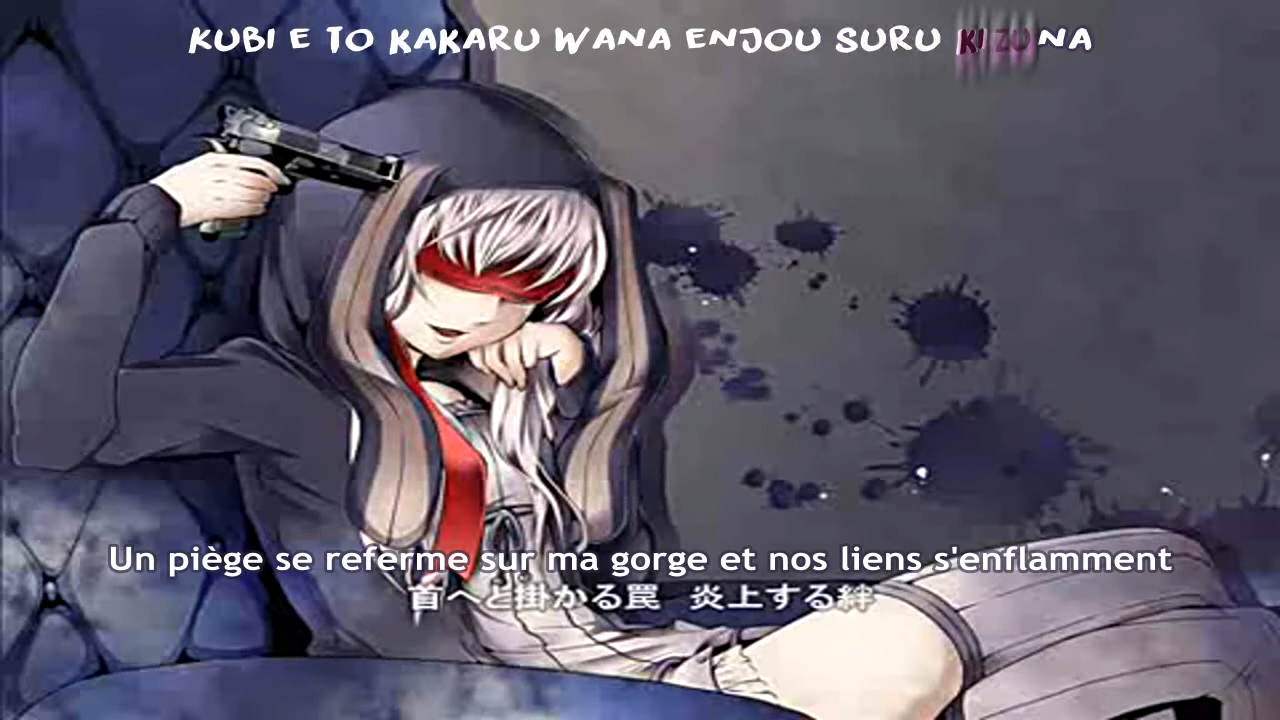 KUBI E TO KAKARU WANA ENJOU SURU KIZUNA
Un piège se referme sur ma gorge et nos liens s'enflamment
首へと掛かる罠 炎上する絆